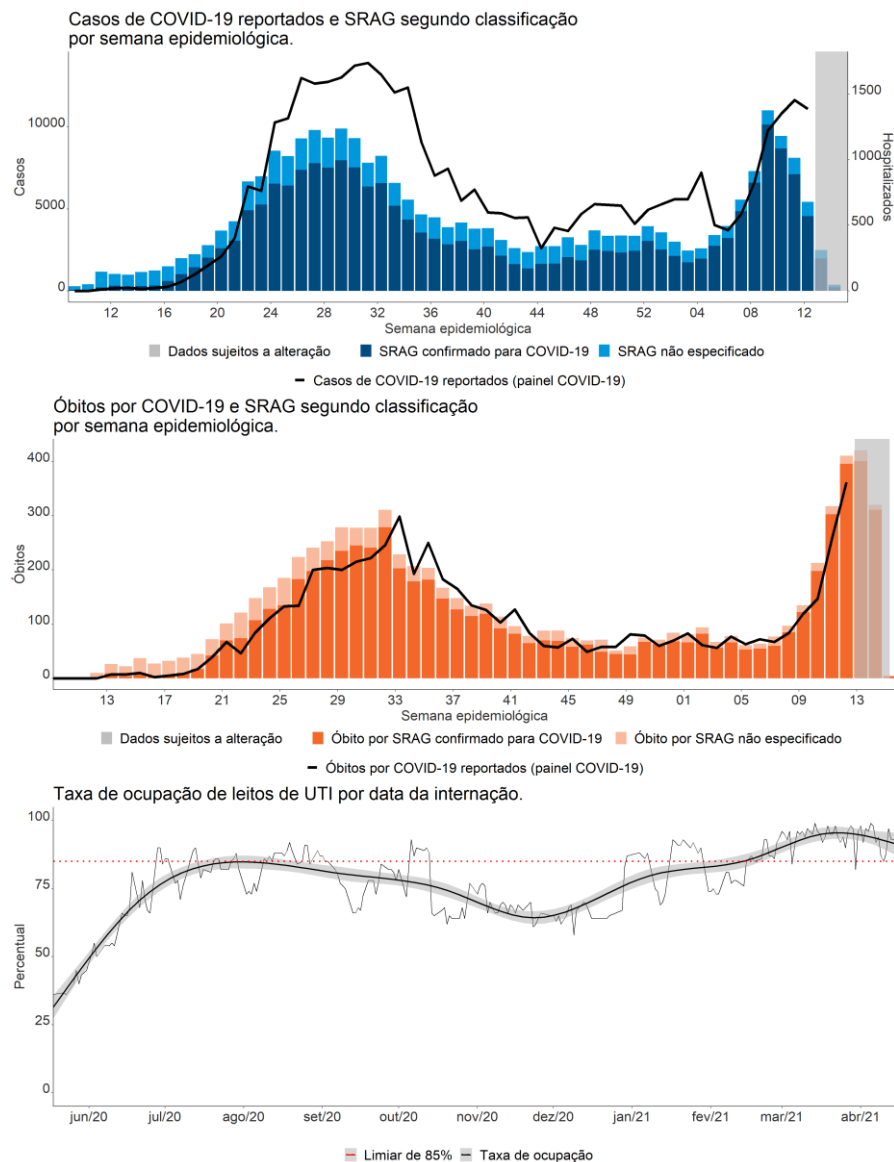 Casos de COVID-19 reportados e SRAG segundo classificação
por semana epidemiológica.
Casos
10000
5000
0
1500
1000
500
0
Hospitalizados
12 16 20 24 28 32 36 40 44 48 52 04 08 12
Semana epidemiológica
Dados sujeitos a alteração SRAG confirmado para COVID-19 SRAG não especificado
Casos de COVID-19 reportados (painel COVID-19)
Óbitos por COVID-19 e SRAG segundo classificação
por semana epidemiológica.
Óbitos
400
300
200
100
0
13 17 21 25 29 33 37 41 45 49 01 05 09 13
Semana epidemiológica
Dados sujeitos a alteração Óbito por SRAG confirmado para COVID-19 Óbito por SRAG não especificado
Óbitos por COVID-19 reportados (painel COVID-19)
Taxa de ocupação de leitos de UTI por data da internação.
Percentual
100
75
50
25
0
jun/20 jul/20 ago/20 set/20 out/20 nov/20 dez/20 jan/21 fev/21 mar/21 abr/21
Limiar de 85% Taxa de ocupação